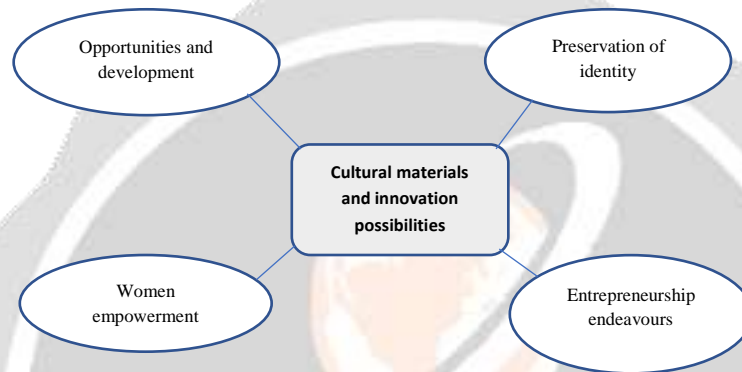 Opportunities and
development
Preservation of
identity
Cultural materials
and innovation
possibilities
Women
empowerment
Entrepreneurship
endeavours